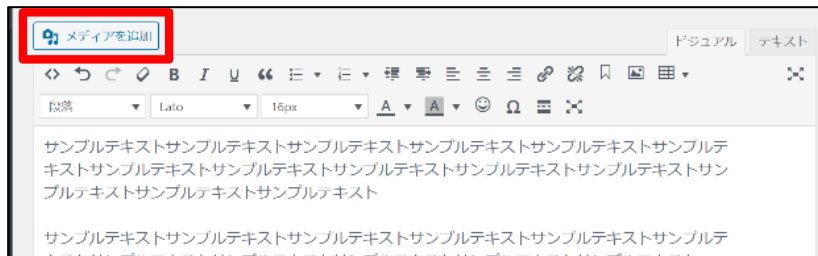 メディアを追加
ビジュアル テキスト
B I U
段落 Lato 16px A A Ω
サンプルテキストサンプルテキストサンプルテキストサンプルテキストサンプルテキストサンプルテ
キストサンプルテキストサンプルテキストサンプルテキストサンプルテキストサンプルテキストサン
プルテキストサンプルテキストサンプルテキスト
サンプルテキストサンプルテキストサンプルテキストサンプルテキストサンプルテキストサンプルテ